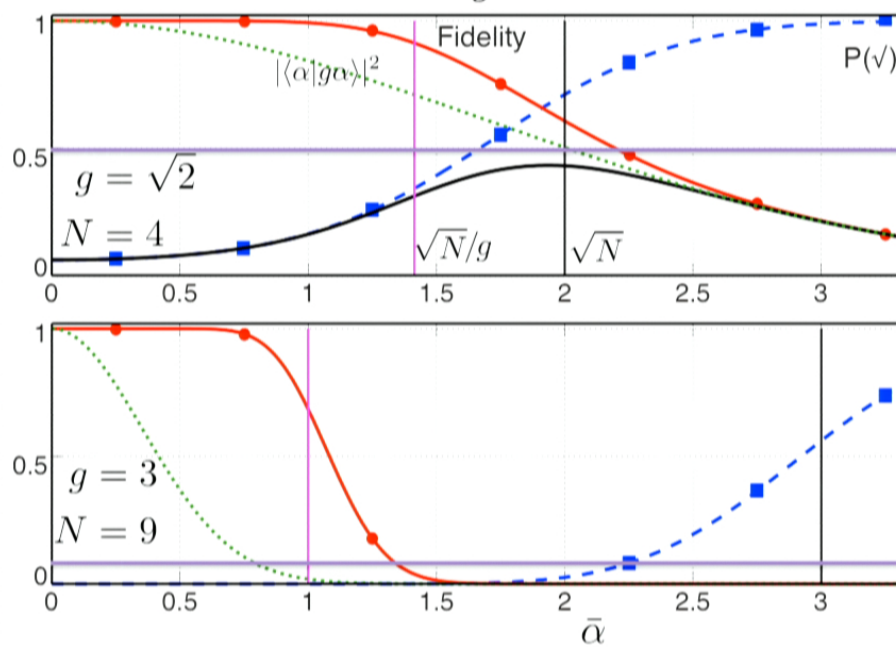 1
Fidelity
|⟨α|gα⟩|²
P(√)
0.5
g = √2
N = 4
√N/g
√N
0
0 0.5 1 1.5 2 2.5 3
1
0.5
g = 3
N = 9
0
0 0.5 1 1.5 2 2.5 3
ᾱ